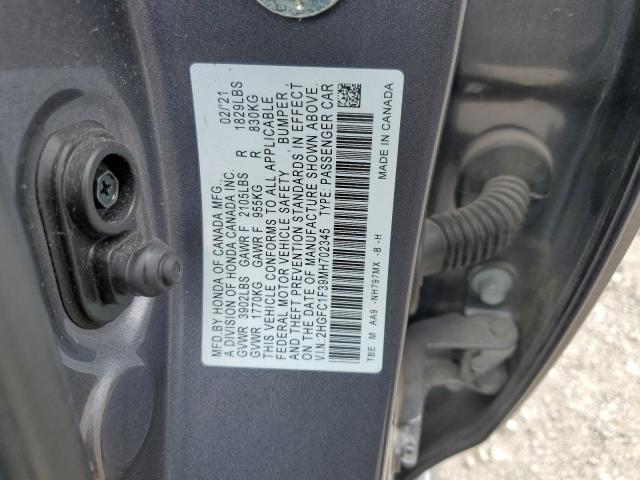 MFD.BY HONDA OF CANADA MFG. 02/'21
A DIVISION OF HONDA CANADA INC.
GVWR 3902LBS GAWR F 2105LBS R 1829LBS
GVWR 1770KG GAWR F 955KG R 830KG
THIS VEHICLE CONFORMS TO ALL APPLICABLE
FEDERAL MOTOR VEHICLE SAFETY BUMPER,
AND THEFT PREVENTION STANDARDS IN EFFECT
ON THE DATE OF MANUFACTURE SHOWN ABOVE.
V.I.N.:2HGFC1F39MH702345 TYPE: PASSENGER CAR
TBE M AA9 -NH797MX -B -H
MADE IN CANADA